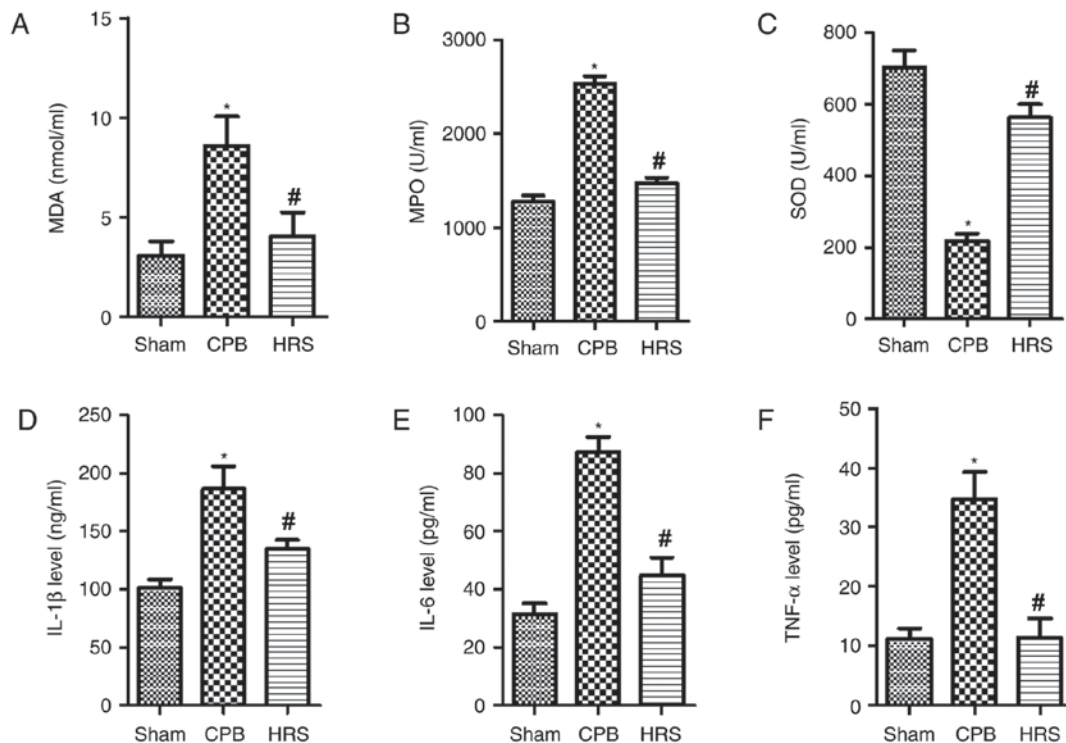 A
MDA (nmol/ml)
15
10
5
0
*
#
Sham CPB HRS
B
MPO (U/ml)
3000
2000
1000
0
*
#
Sham CPB HRS
C
SOD (U/ml)
800
600
400
200
0
*
#
Sham CPB HRS
D
IL-1β level (ng/ml)
250
200
150
100
50
0
*
#
Sham CPB HRS
E
IL-6 level (pg/ml)
100
80
60
40
20
0
*
#
Sham CPB HRS
F
TNF-α level (pg/ml)
50
40
30
20
10
0
*
#
Sham CPB HRS